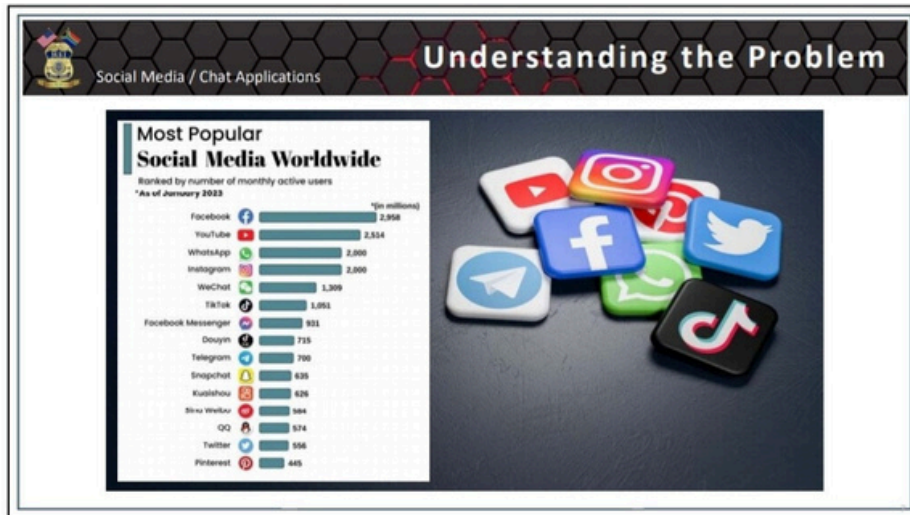 Understanding the Problem
Social Media / Chat Applications
Most Popular
Social Media Worldwide
Ranked by number of monthly active users
*As of January 2023
*(in millions)
Facebook 2,958
YouTube 2,514
WhatsApp 2,000
Instagram 2,000
WeChat 1,309
TikTok 1,051
Facebook Messenger 931
Douyin 715
Telegram 700
Snapchat 635
Kuaishou 626
Sina Weibo 584
QQ 574
Twitter 556
Pinterest 445